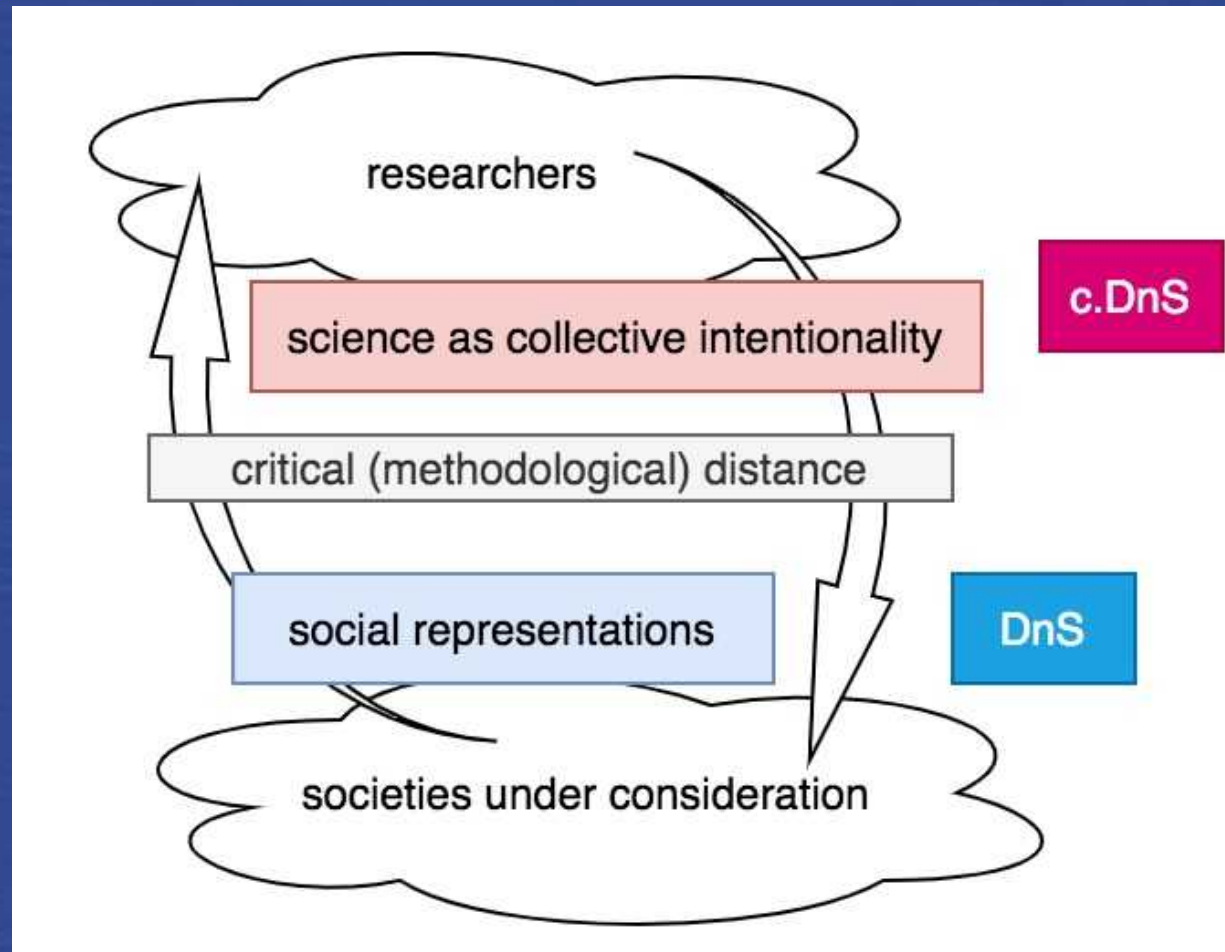 researchers
c.DnS
science as collective intentionality
critical (methodological) distance
social representations
DnS
societies under consideration